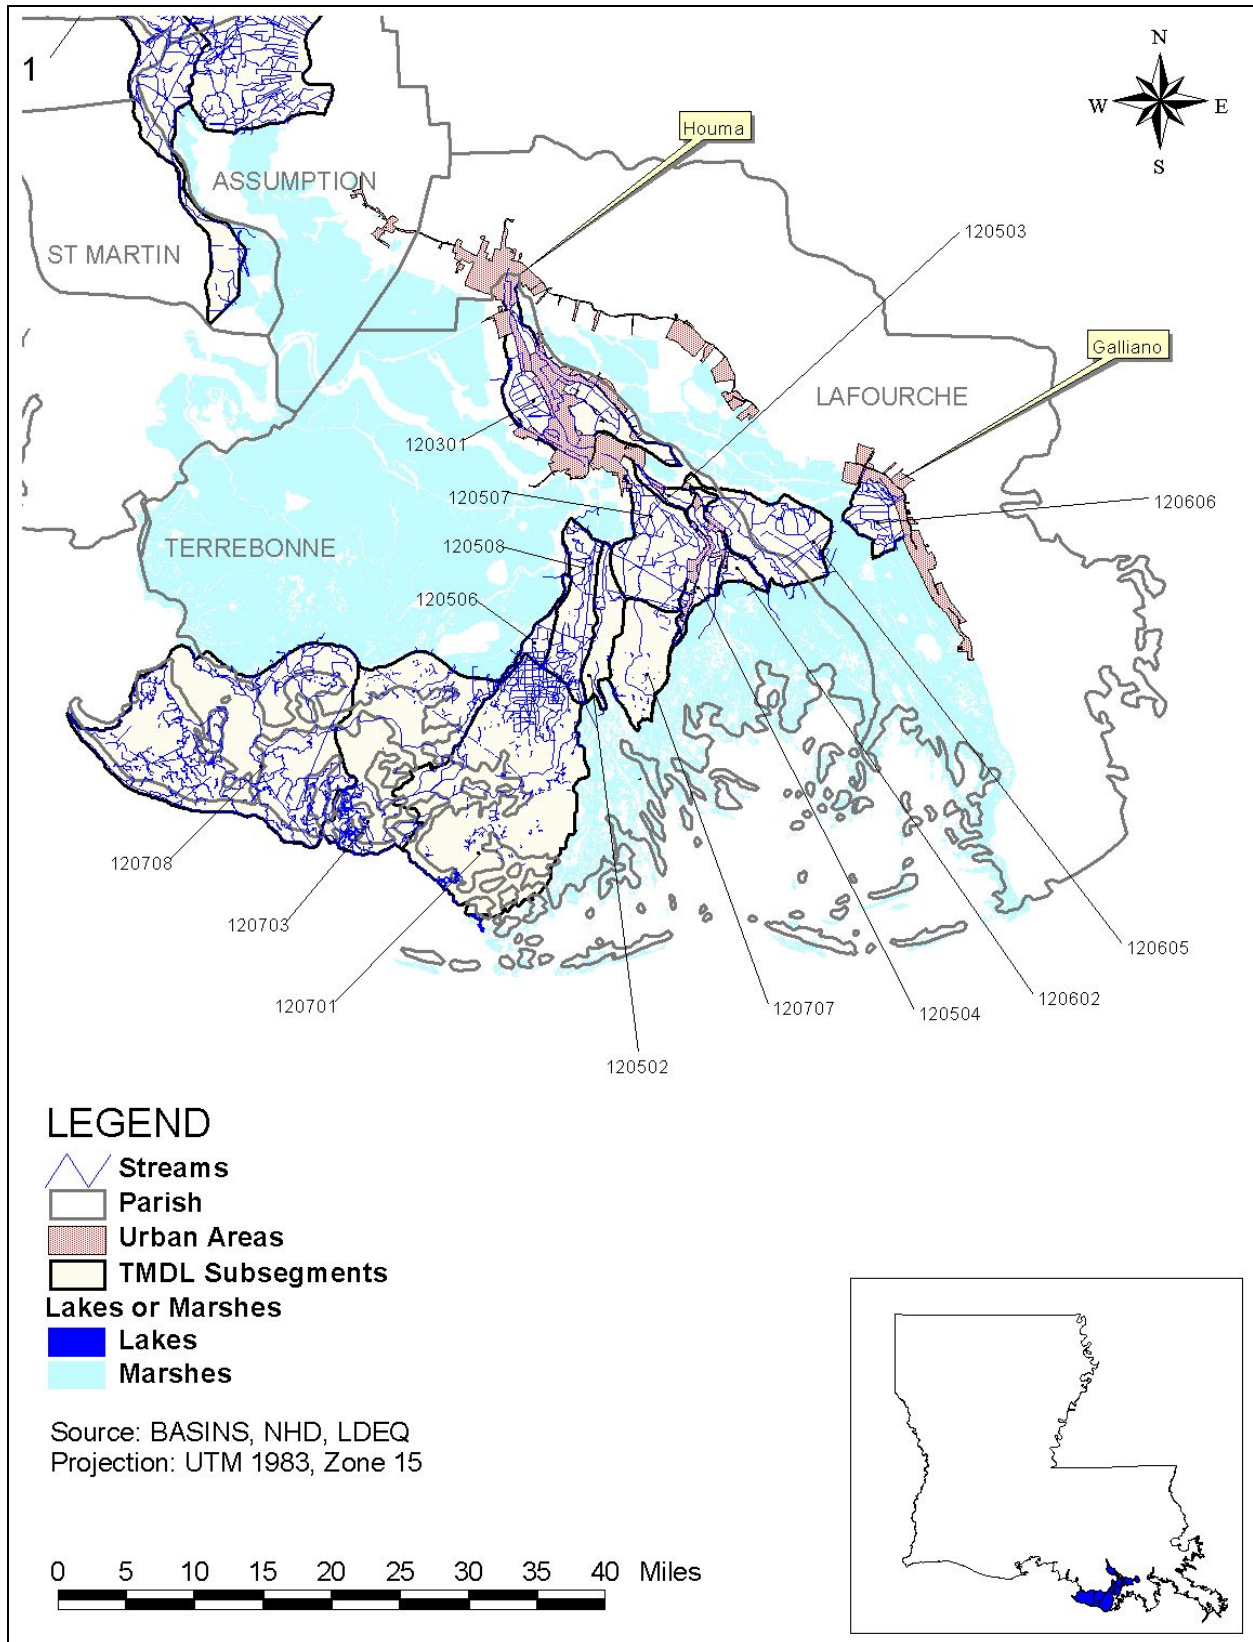 N
W E
S
1
Houma
ASSUMPTION
120503
ST MARTIN
Galliano
LAFOURCHE
120301
120507
120606
TERREBONNE
120508
120506
120708
120703
120605
120701
120707
120504
120602
120502
LEGEND
Streams
Parish
Urban Areas
TMDL Subsegments
Lakes or Marshes
Lakes
Marshes
Source: BASINS, NHD, LDEQ
Projection: UTM 1983, Zone 15
0 5 10 15 20 25 30 35 40 Miles